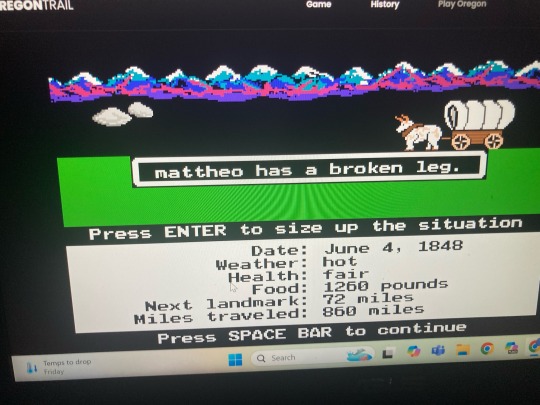 REGONTRAIL Game History Play Oregon
mattheo has a broken leg.
Press ENTER to size up the situation
Date: June 4, 1848
Weather: hot
Health: fair
Food: 1260 pounds
Next landmark: 72 miles
Miles traveled: 860 miles
Press SPACE BAR to continue
Temps to drop
Friday
Search